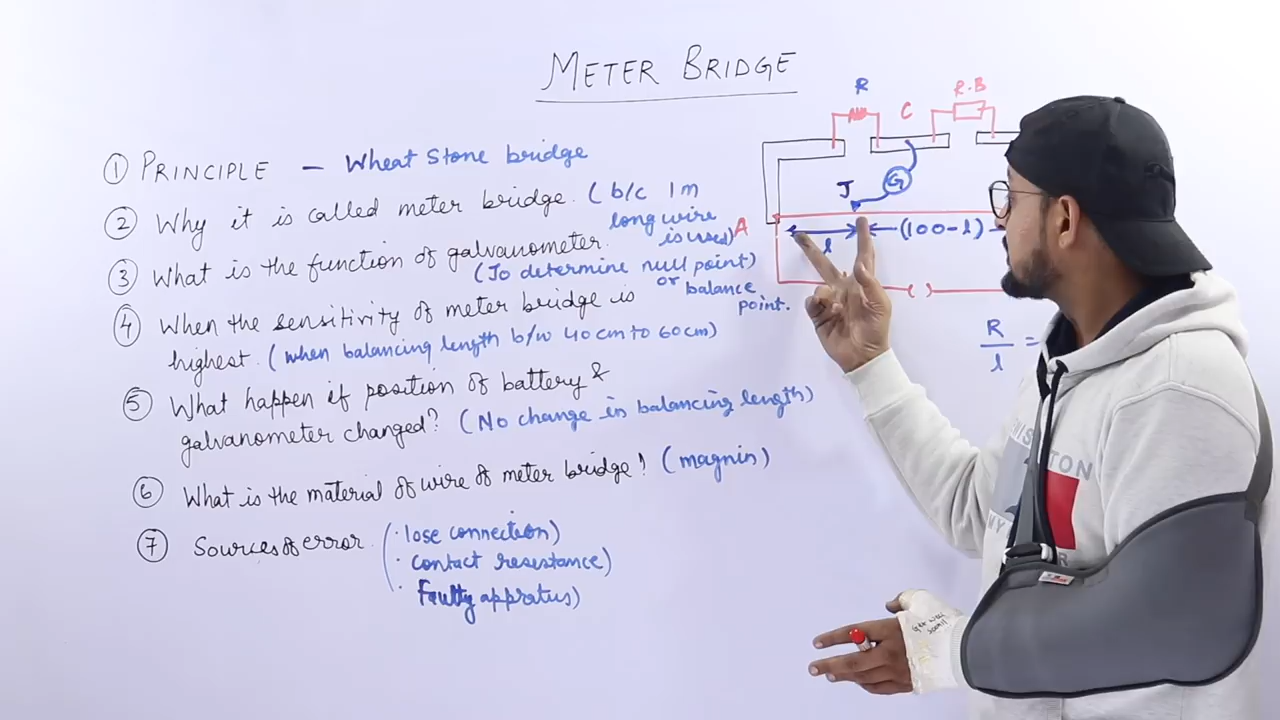 METER BRIDGE
① PRINCIPLE – Wheat Stone bridge
② Why it is called meter bridge. (b/c 1m
long wire
is used)
③ What is the function of galvanometer.
(To determine null point)
or balance
point.
④ When the sensitivity of meter bridge is
highest. (when balancing length b/w 40cm to 60cm)
⑤ What happen if position of battery &
galvanometer changed? (No change in balancing length)
⑥ What is the material of wire of meter bridge? (magnin)
⑦ Sources of error (· lose connection)
· contact resistance)
· Faulty appratus)
R
R.B
C
G
J
A
l
(100-l)
R
l
=
TON